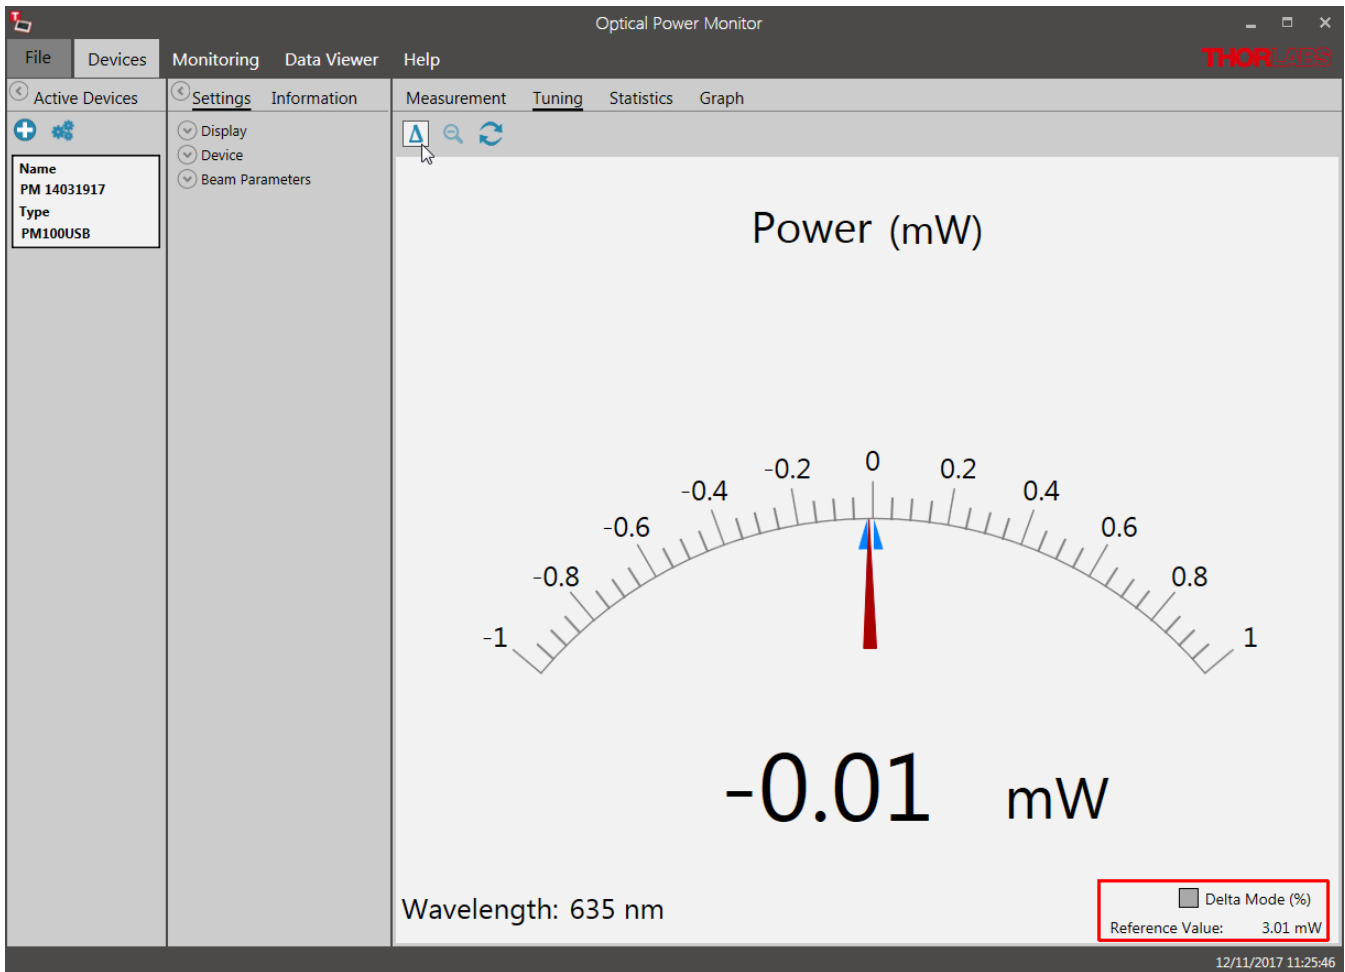 Optical Power Monitor
File Devices Monitoring Data Viewer Help THORLABS
Active Devices
Name
PM 14031917
Type
PM100USB
Settings Information
Display
Device
Beam Parameters
Measurement Tuning Statistics Graph
Δ
Power (mW)
-1 -0.8 -0.6 -0.4 -0.2 0 0.2 0.4 0.6 0.8 1
-0.01 mW
Wavelength: 635 nm
Delta Mode (%)
Reference Value: 3.01 mW
12/11/2017 11:25:46